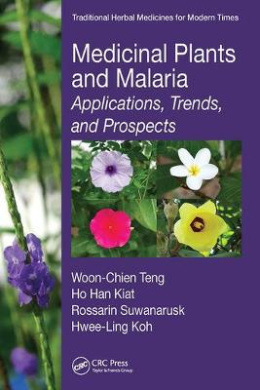 Traditional Herbal Medicines for Modern Times
Medicinal Plants
and Malaria
Applications, Trends,
and Prospects
Woon-Chien Teng
Ho Han Kiat
Rossarin Suwanarusk
Hwee-Ling Koh
CRC Press
Taylor & Francis Group